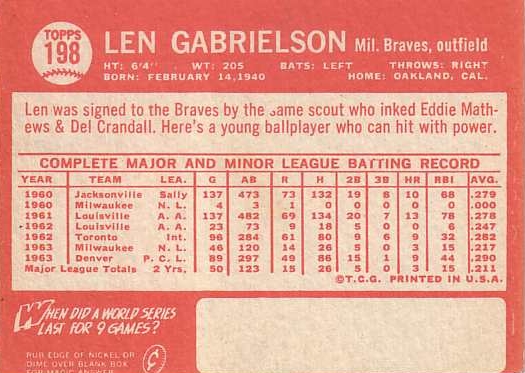 TOPPS
198
LEN GABRIELSON Mil. Braves, outfield
HT: 6'4" WT: 205 BATS: LEFT THROWS: RIGHT
BORN: FEBRUARY 14, 1940 HOME: OAKLAND, CAL.
Len was signed to the Braves by the same scout who inked Eddie Math-
ews & Del Crandall. Here's a young ballplayer who can hit with power.
COMPLETE MAJOR AND MINOR LEAGUE BATTING RECORD
YEAR TEAM LEA. G AB R H 2B 3B HR RBI AVG.
1960 Jacksonville Sally 137 473 73 132 19 8 10 68 .279
1960 Milwaukee N. L. 4 3 1 0 0 0 0 0 .000
1961 Louisville A. A. 137 482 69 134 20 7 13 78 .278
1962 Louisville A. A. 23 73 9 18 5 0 0 6 .247
1962 Toronto Int. 96 284 61 80 9 6 9 32 .282
1963 Milwaukee N. L. 46 120 14 26 5 0 3 15 .217
1963 Denver P. C. L. 89 297 49 86 15 1 9 44 .290
Major League Totals 2 Yrs. 50 123 15 26 5 0 3 15 .211
©T.C.G. PRINTED IN U.S.A.
WHEN DID A WORLD SERIES
LAST FOR 9 GAMES?
RUB EDGE OF NICKEL OR
DIME OVER BLANK BOX
FOR MAGIC ANSWER